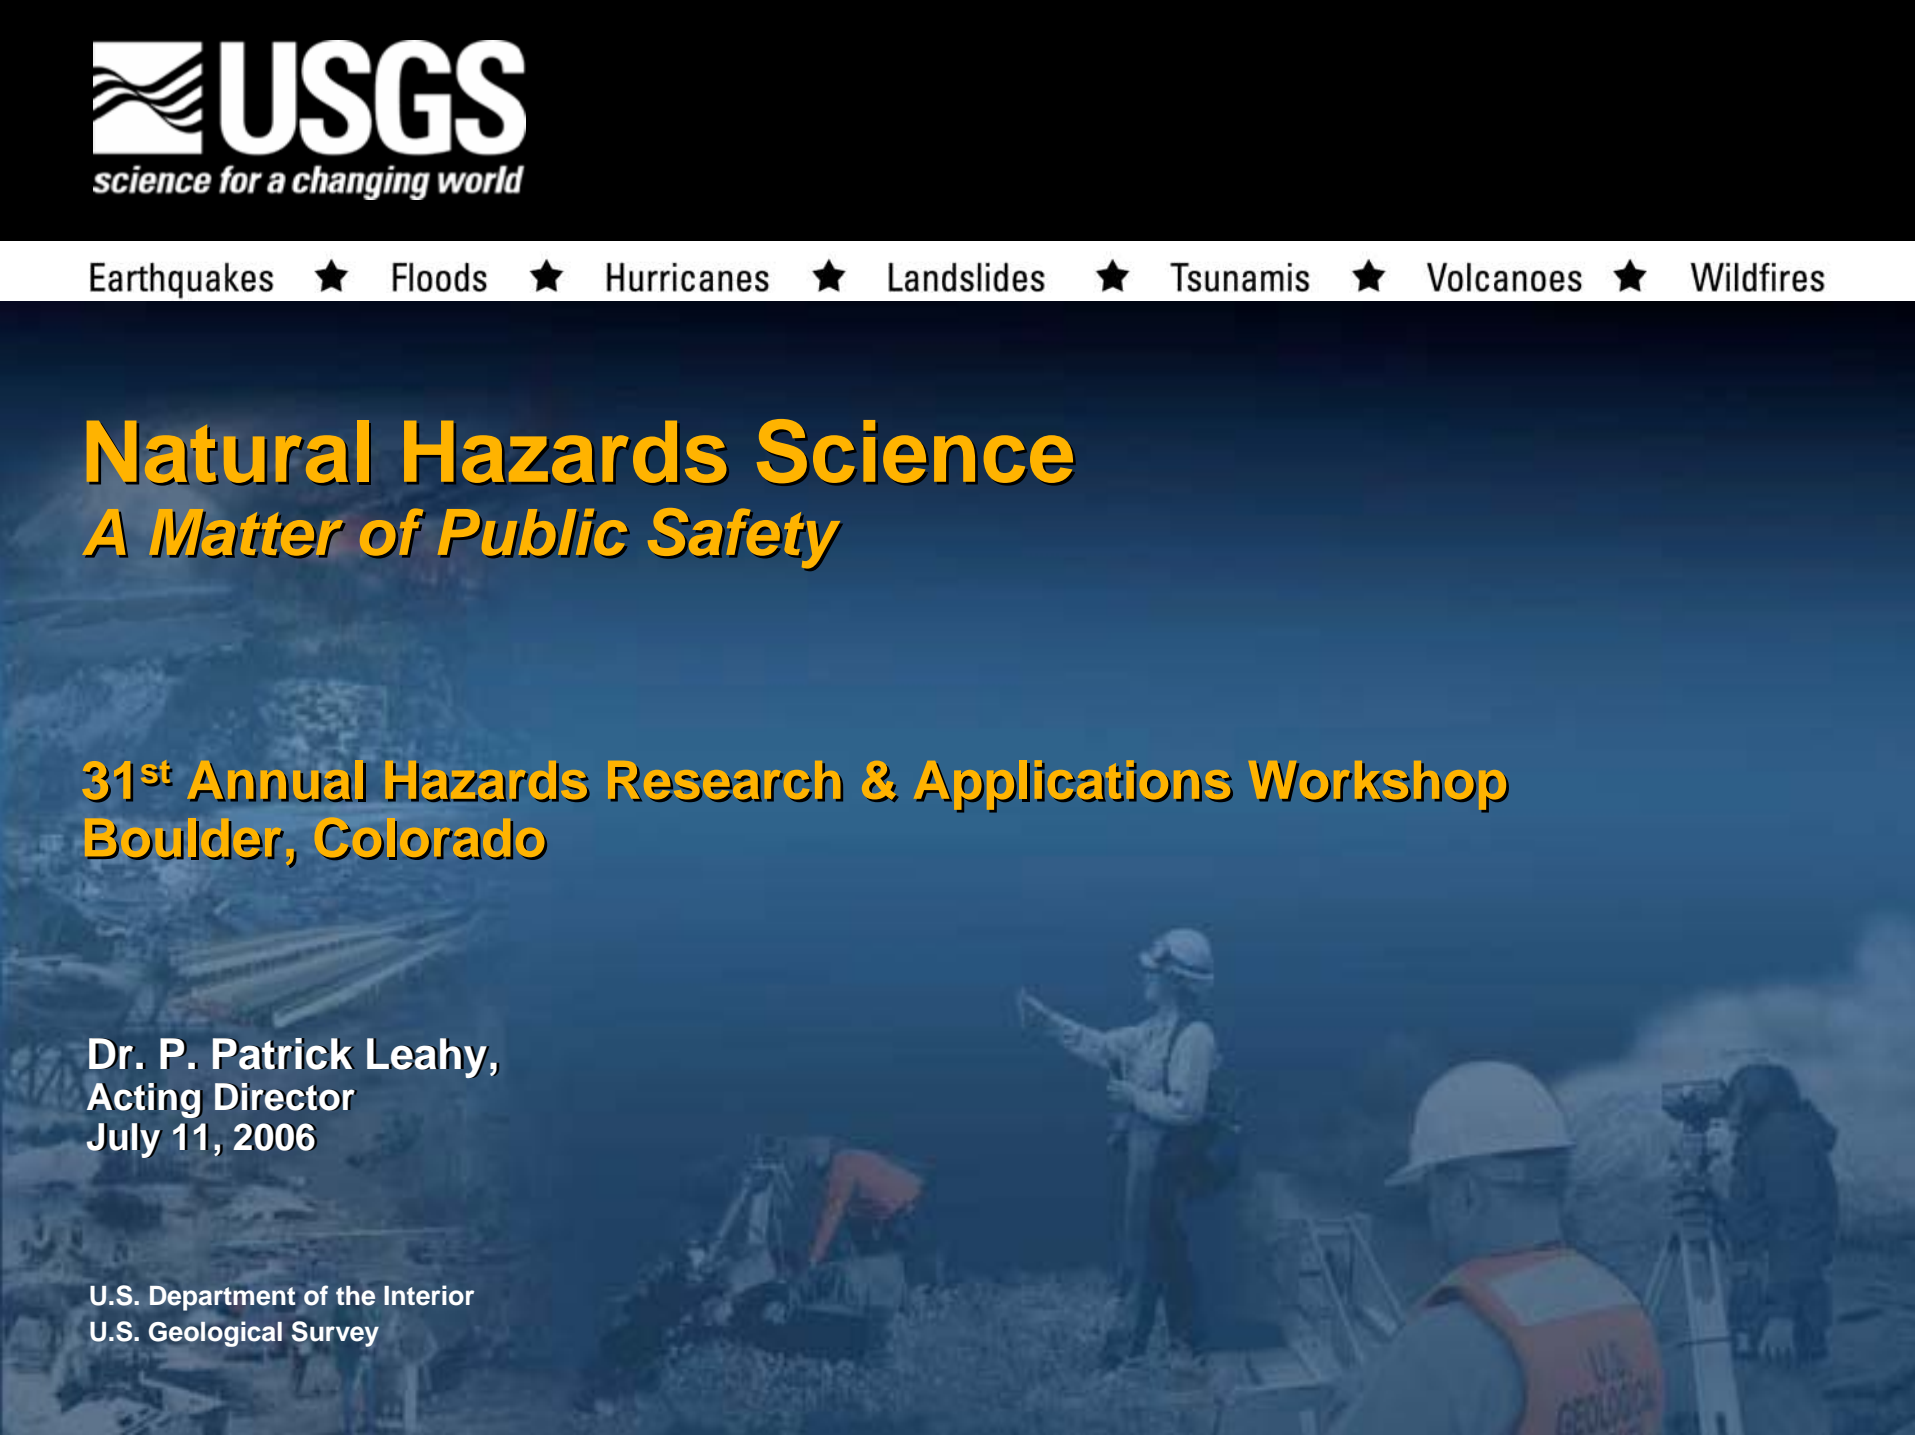 USGS
science for a changing world
Earthquakes ★ Floods ★ Hurricanes ★ Landslides ★ Tsunamis ★ Volcanoes ★ Wildfires
Natural Hazards Science
A Matter of Public Safety
31st Annual Hazards Research & Applications Workshop
Boulder, Colorado
Dr. P. Patrick Leahy,
Acting Director
July 11, 2006
U.S. Department of the Interior
U.S. Geological Survey
U.S.
GEOLOGICAL